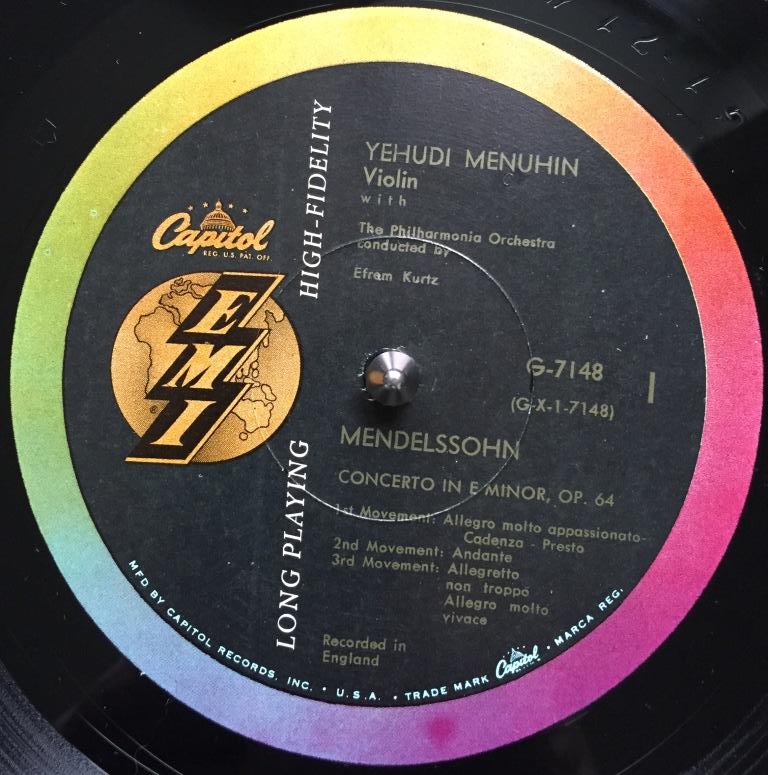 Capitol
REG. U.S. PAT. OFF.
EMI
HIGH-FIDELITY
LONG PLAYING
YEHUDI MENUHIN
Violin
with
The Philharmonia Orchestra
conducted by
Efrem Kurtz
G-7148
1
(G-X-1-7148)
MENDELSSOHN
CONCERTO IN E MINOR, OP. 64
1st Movement: Allegro molto appassionato-
Cadenza - Presto
2nd Movement: Andante
3rd Movement: Allegretto
non troppo
Allegro molto
vivace
Recorded in
England
MFD BY CAPITOL RECORDS, INC. • U.S.A. • TRADE MARK Capitol • MARCA REG.